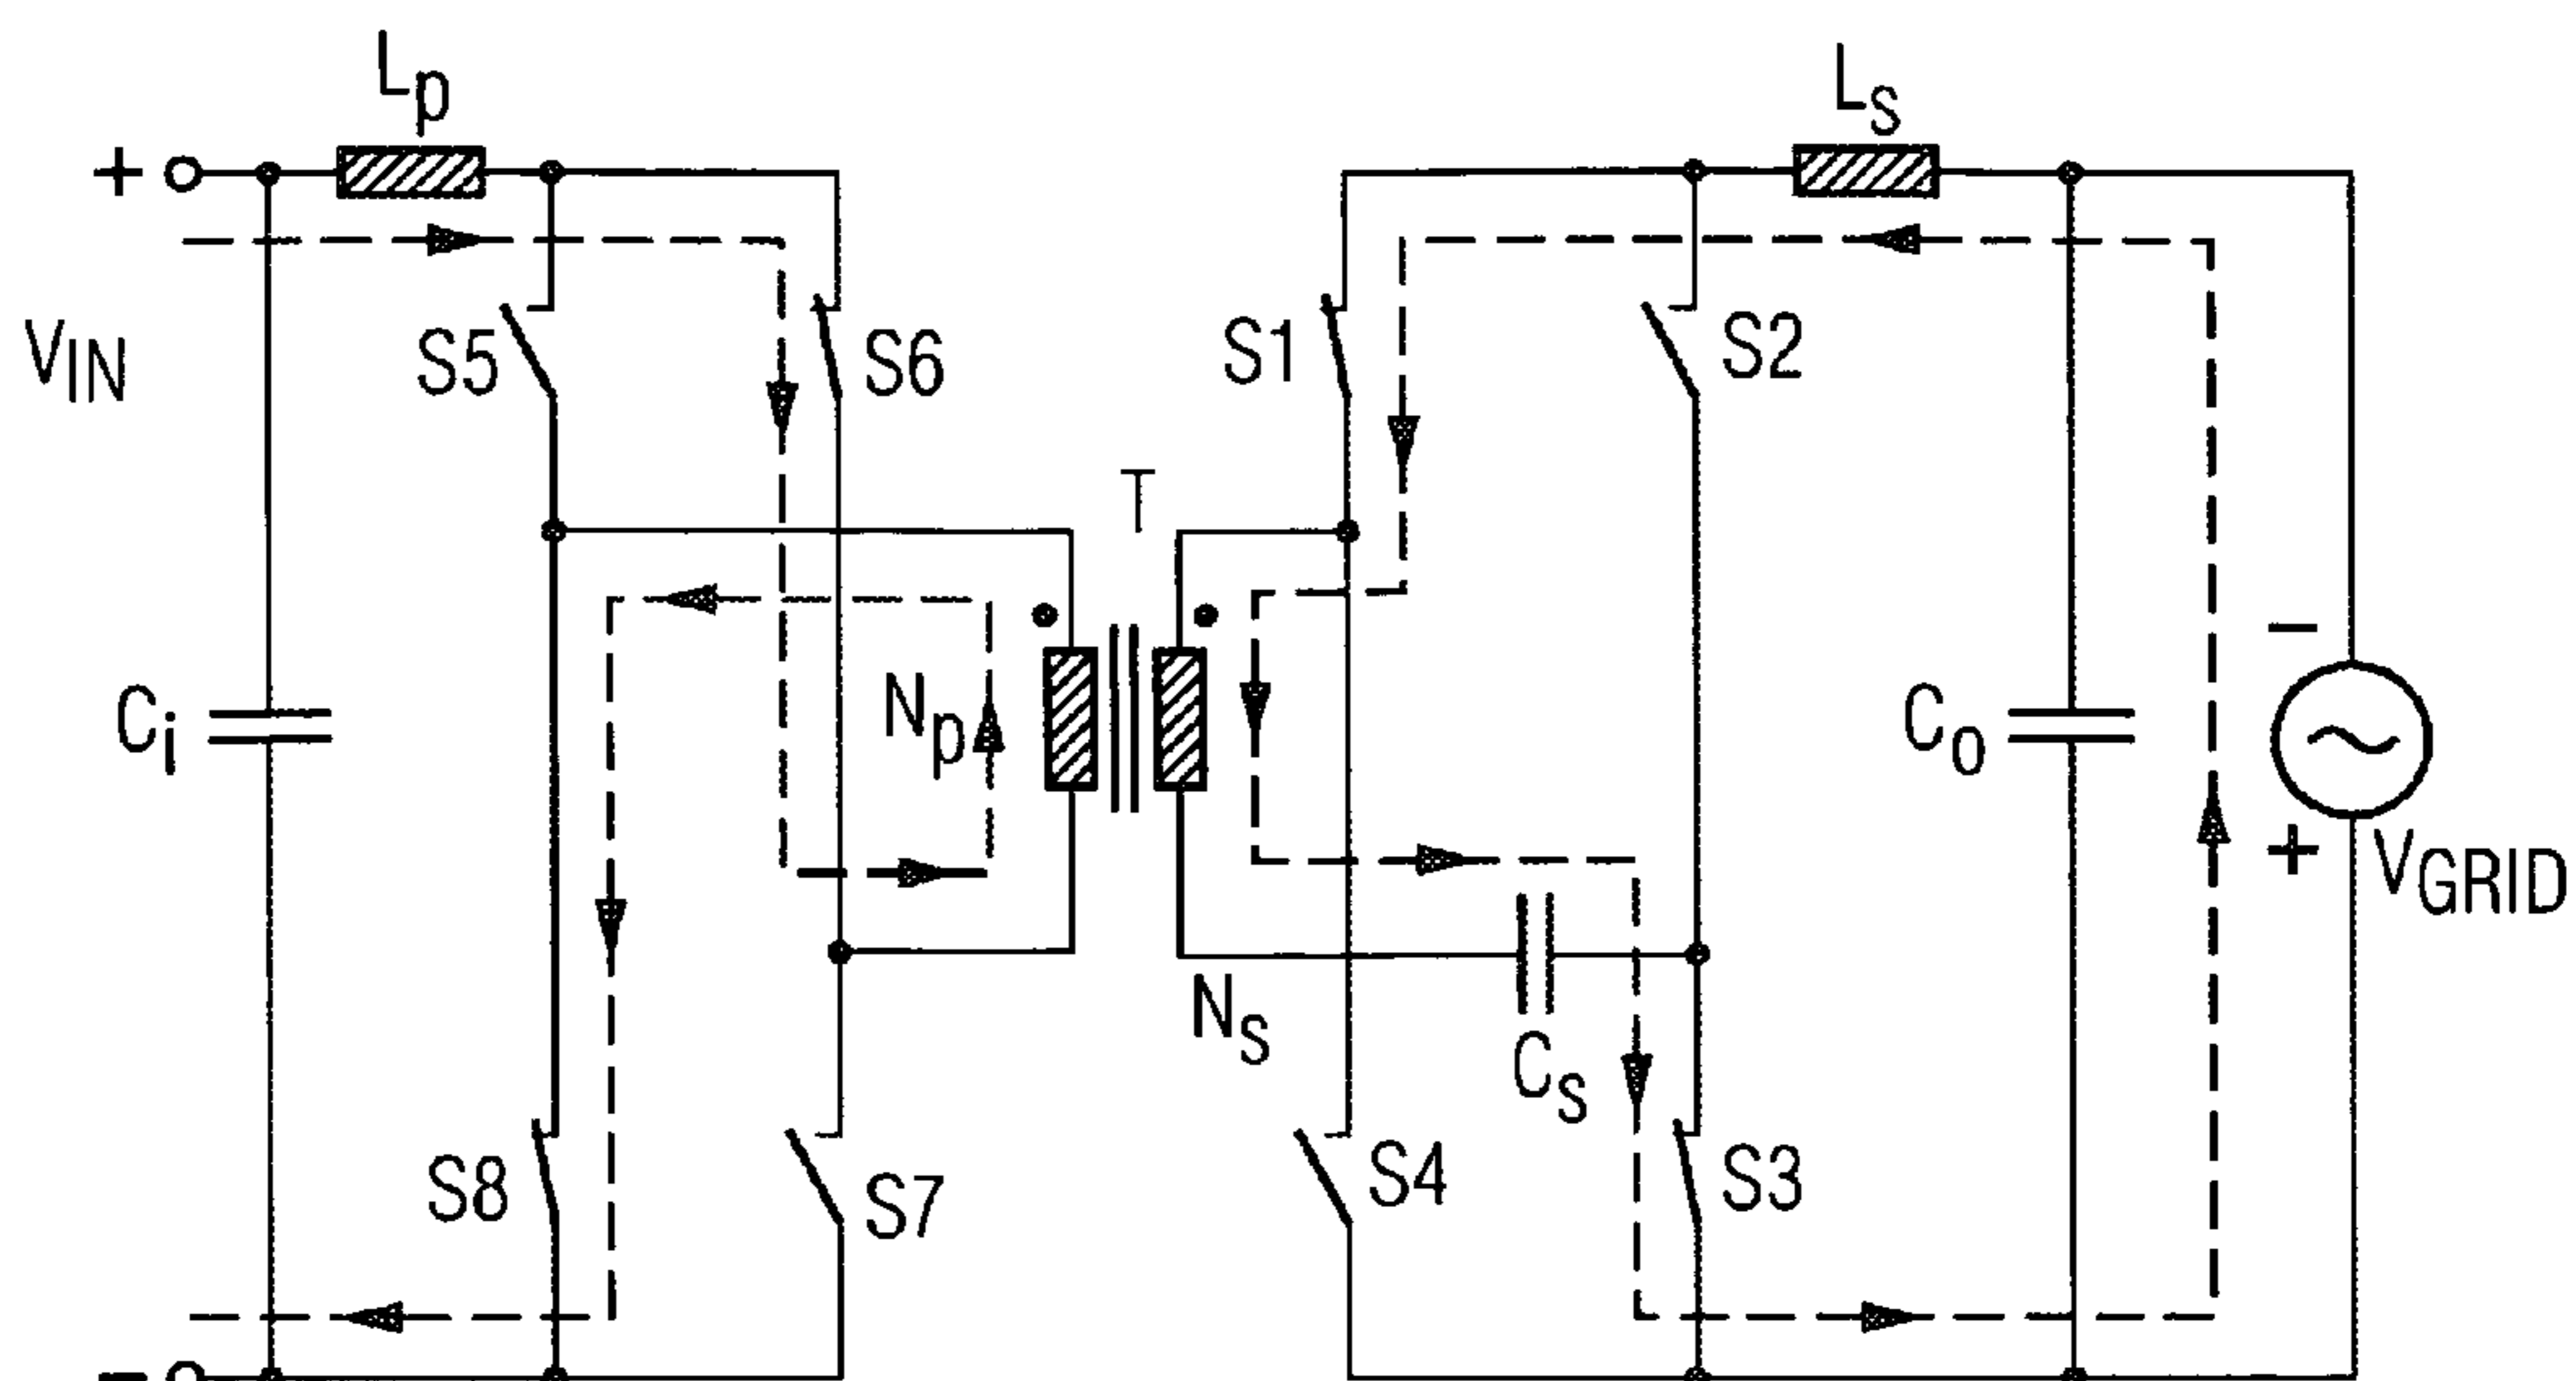 Lp
Ls
+
VIN
S5
S6
S1
S2
T
−
Ci
Np
Co
+
VGRID
Ns
Cs
S8
S7
S4
S3
−